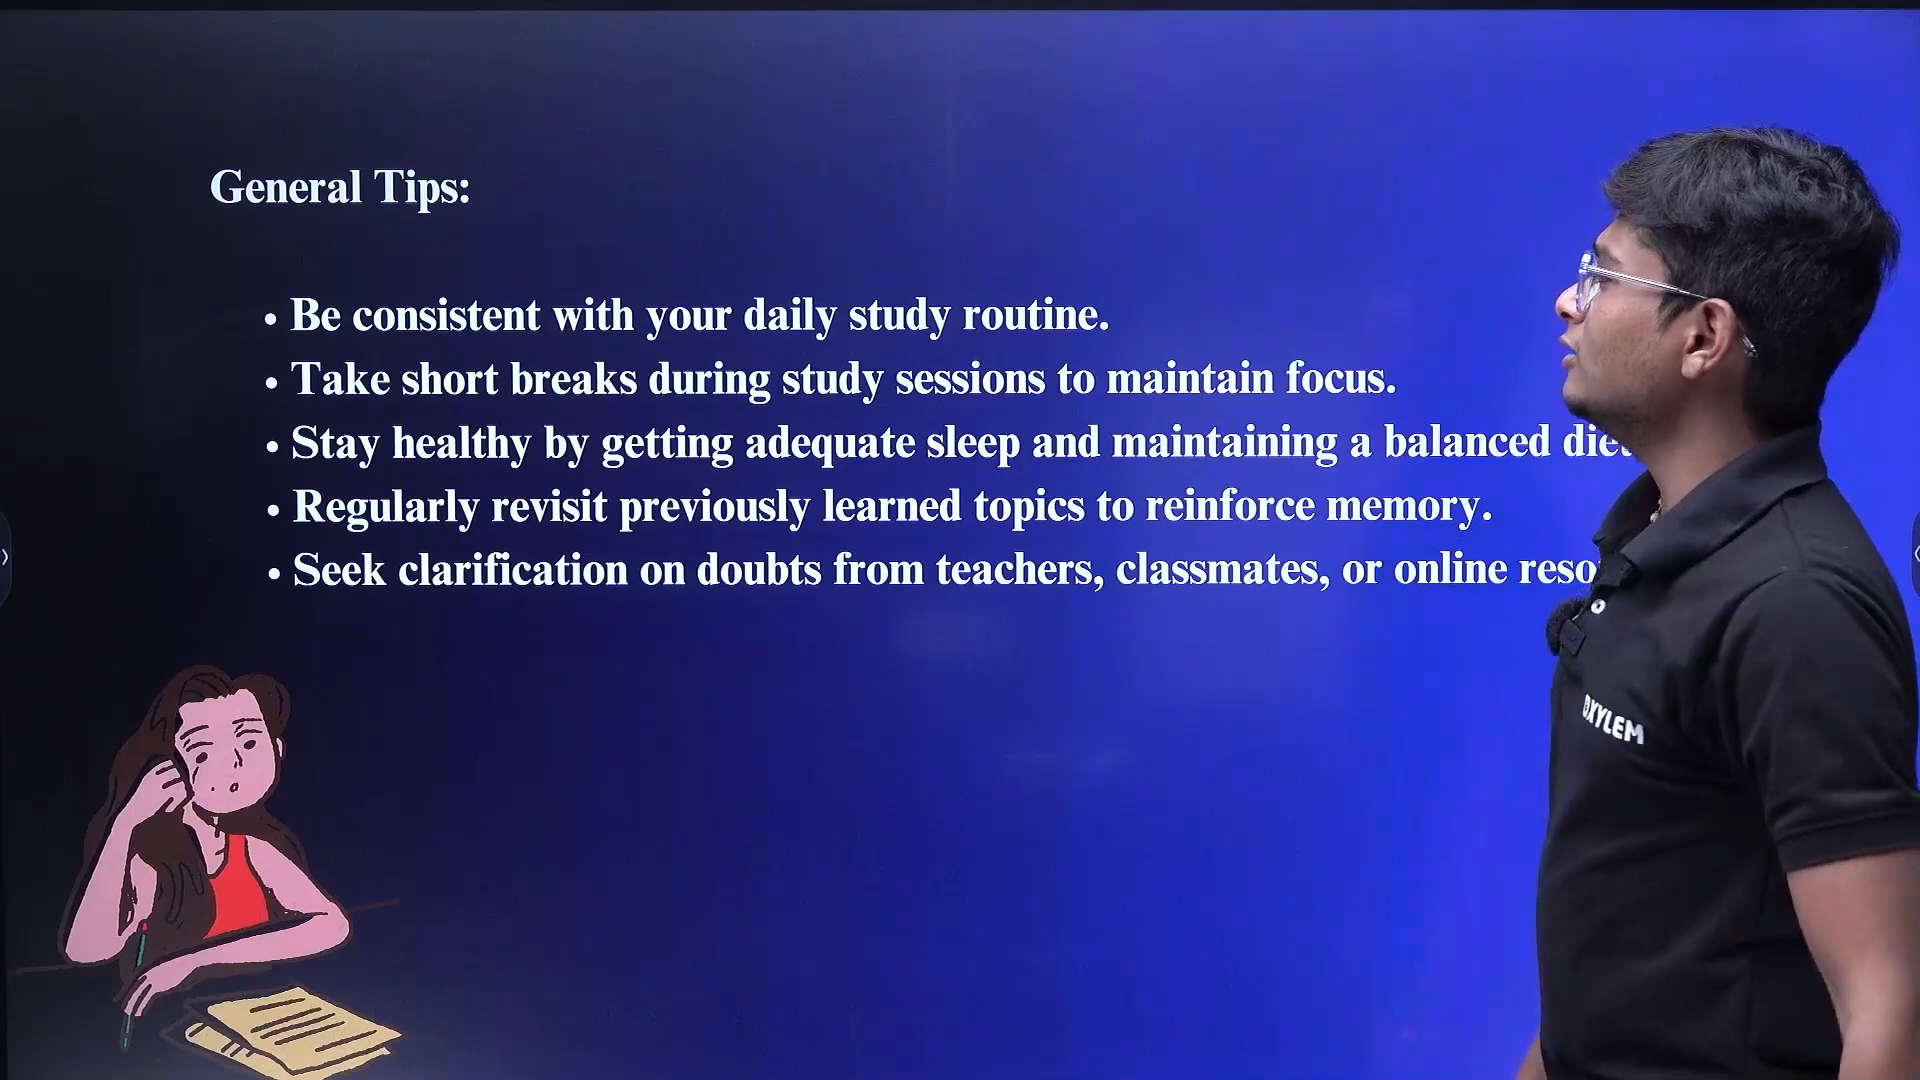 General Tips:
• Be consistent with your daily study routine.
• Take short breaks during study sessions to maintain focus.
• Stay healthy by getting adequate sleep and maintaining a balanced
• Regularly revisit previously learned topics to reinforce memory.
• Seek clarification on doubts from teachers, classmates, or online
XYLEM